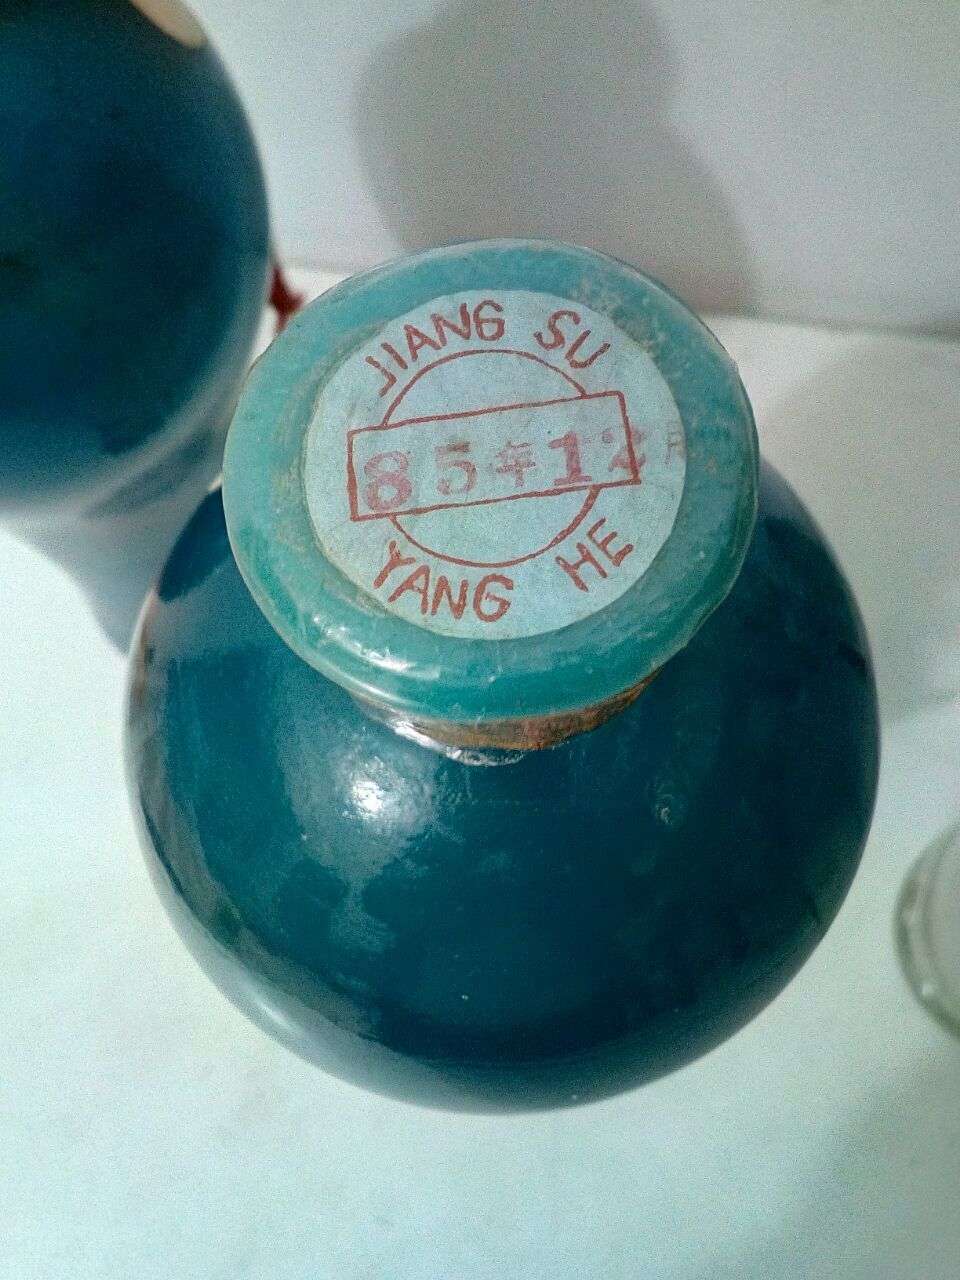 JIANG SU
85年12
YANG HE